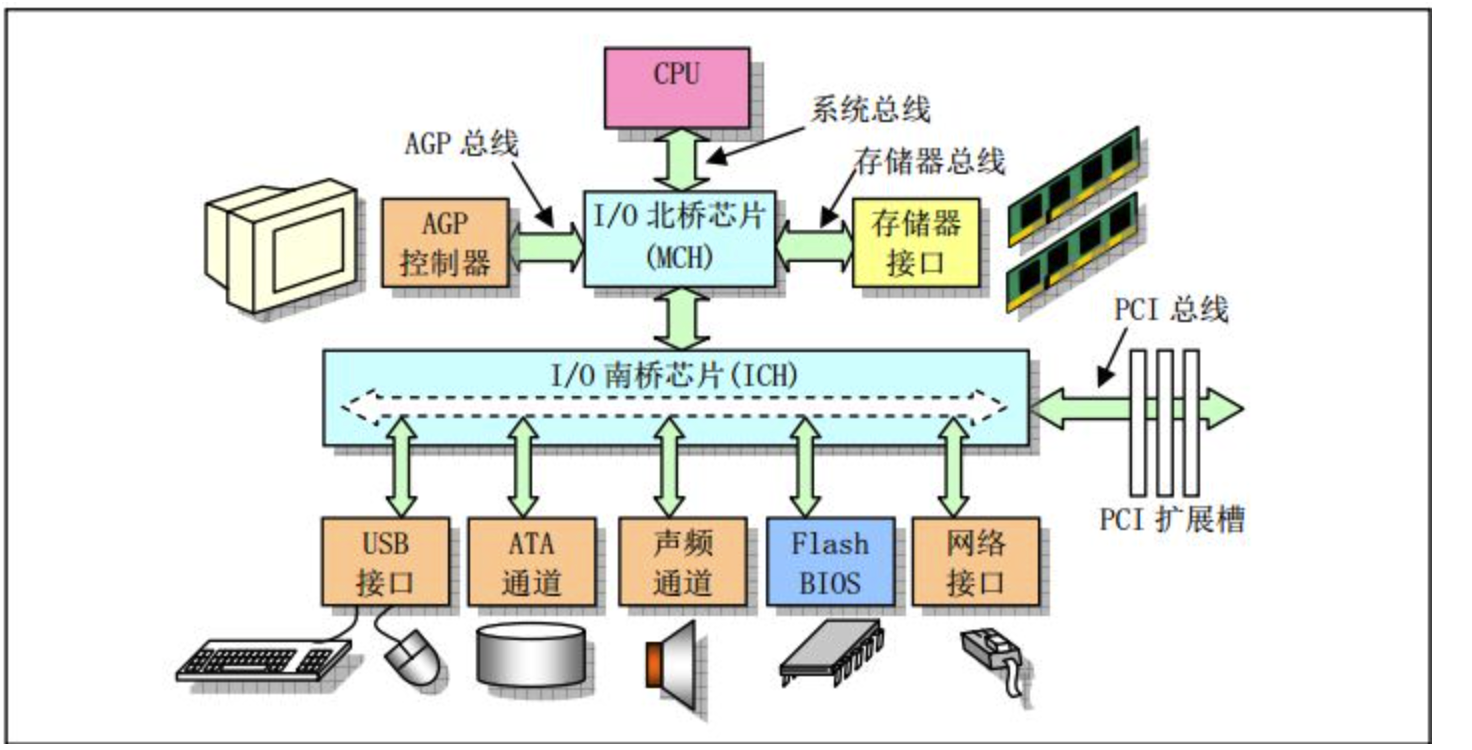 CPU
系统总线
AGP 总线
存储器总线
AGP
控制器
I/O 北桥芯片
(MCH)
存储器
接口
PCI 总线
I/O 南桥芯片(ICH)
PCI 扩展槽
USB
接口
ATA
通道
声频
通道
Flash
BIOS
网络
接口